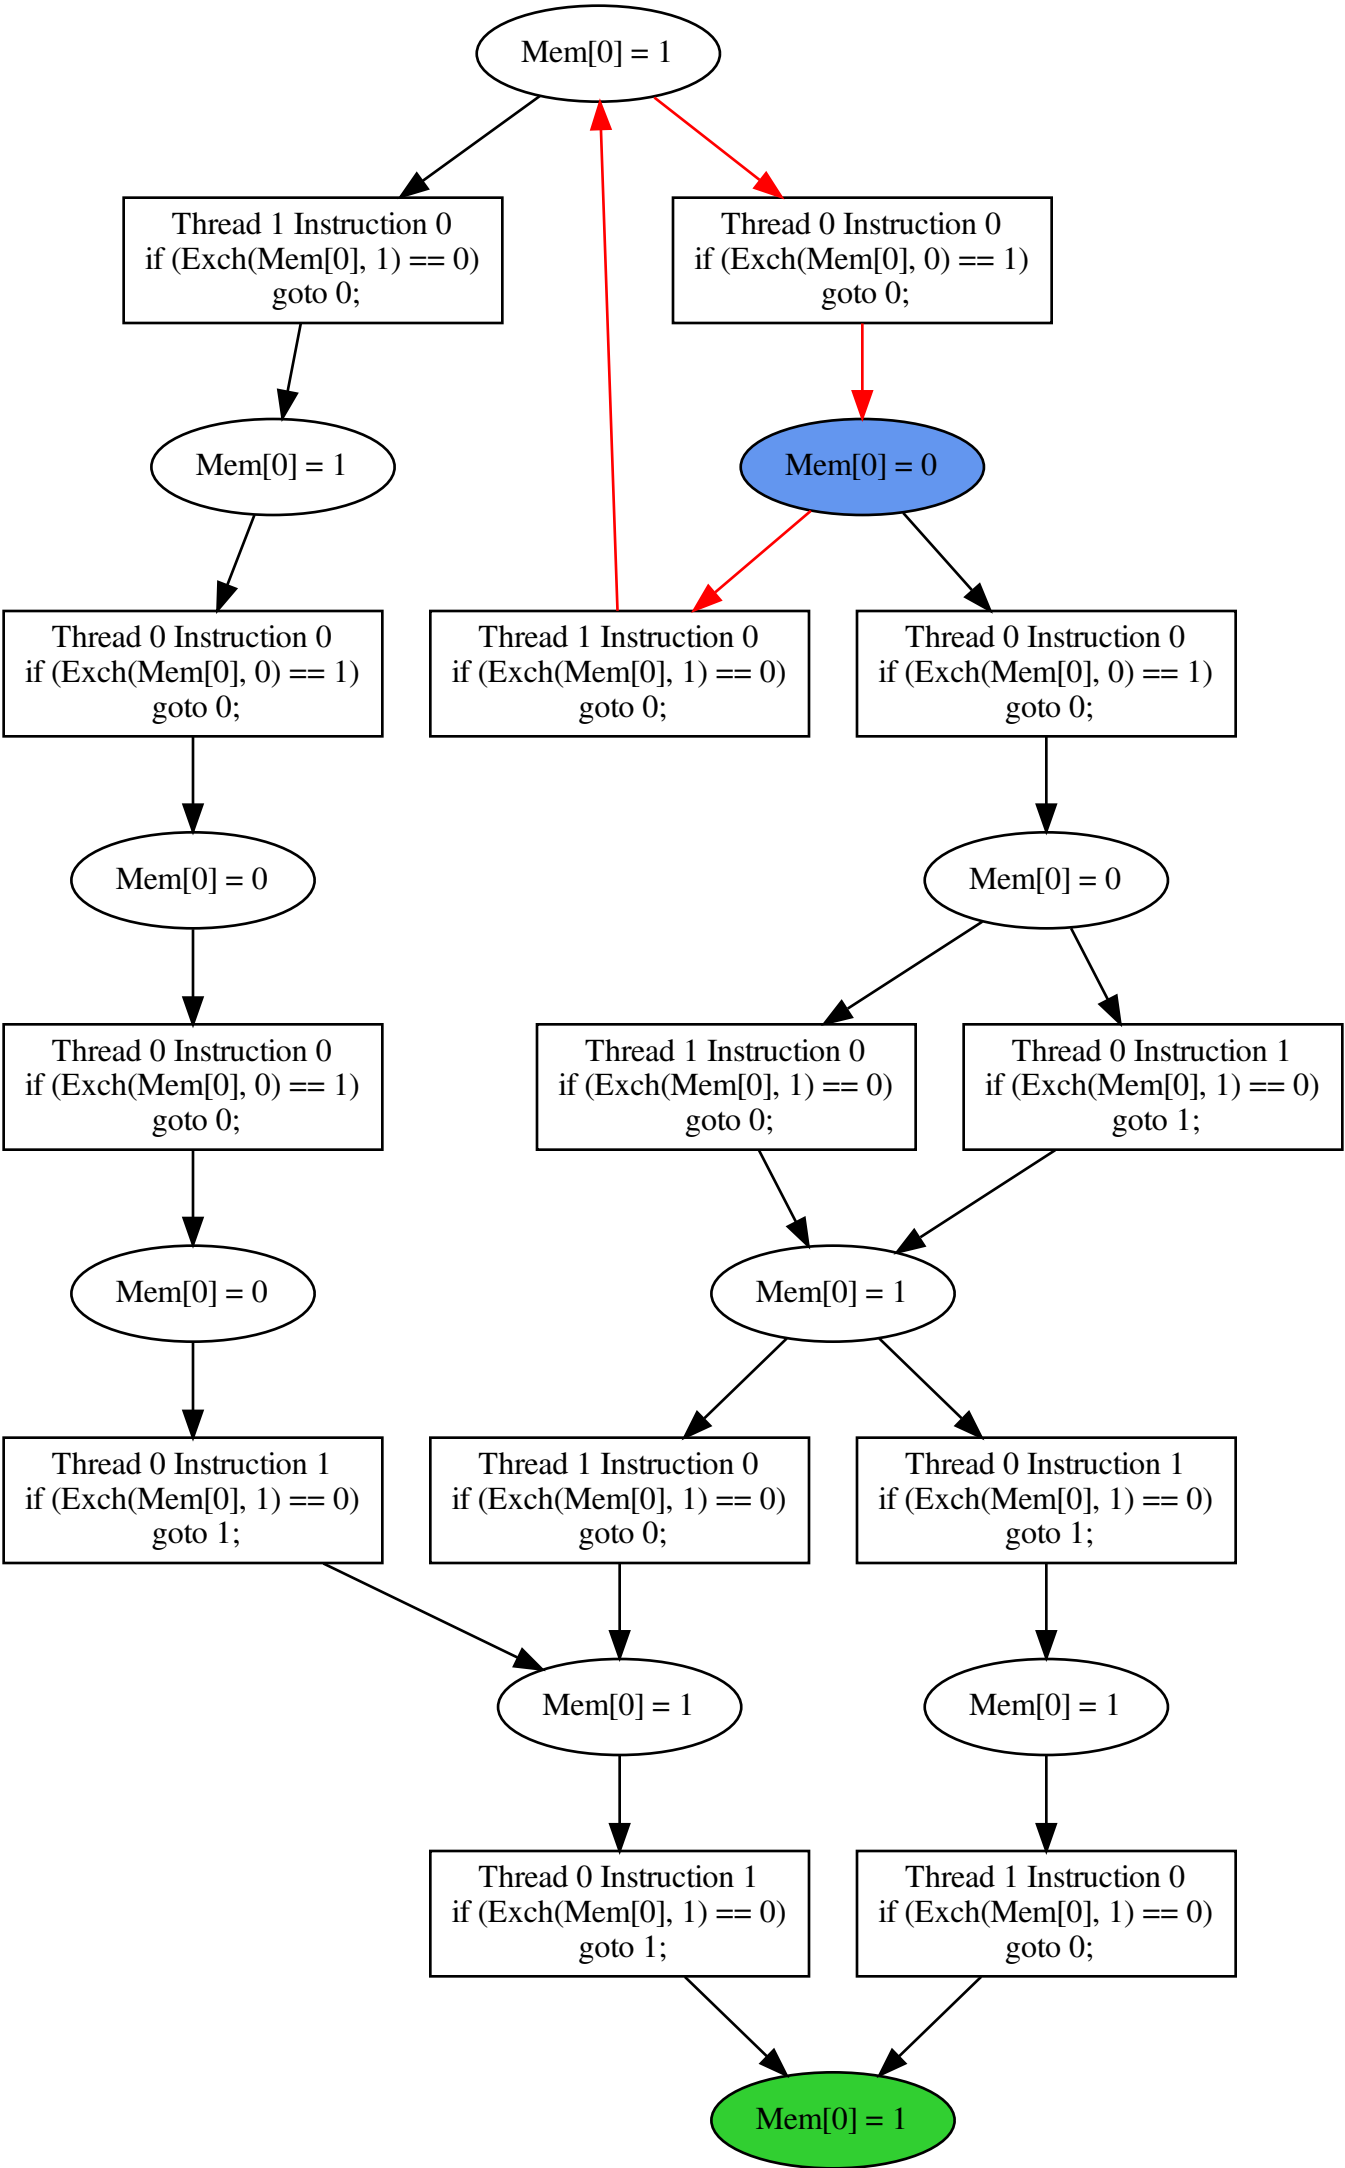 Mem[0] = 1
Thread 1 Instruction 0
if (Exch(Mem[0], 1) == 0)
goto 0;
Thread 0 Instruction 0
if (Exch(Mem[0], 0) == 1)
goto 0;
Mem[0] = 1
Mem[0] = 0
Thread 0 Instruction 0
if (Exch(Mem[0], 0) == 1)
goto 0;
Thread 1 Instruction 0
if (Exch(Mem[0], 1) == 0)
goto 0;
Thread 0 Instruction 0
if (Exch(Mem[0], 0) == 1)
goto 0;
Mem[0] = 0
Mem[0] = 0
Thread 0 Instruction 0
if (Exch(Mem[0], 0) == 1)
goto 0;
Thread 1 Instruction 0
if (Exch(Mem[0], 1) == 0)
goto 0;
Thread 0 Instruction 1
if (Exch(Mem[0], 1) == 0)
goto 1;
Mem[0] = 0
Mem[0] = 1
Thread 0 Instruction 1
if (Exch(Mem[0], 1) == 0)
goto 1;
Thread 1 Instruction 0
if (Exch(Mem[0], 1) == 0)
goto 0;
Thread 0 Instruction 1
if (Exch(Mem[0], 1) == 0)
goto 1;
Mem[0] = 1
Mem[0] = 1
Thread 0 Instruction 1
if (Exch(Mem[0], 1) == 0)
goto 1;
Thread 1 Instruction 0
if (Exch(Mem[0], 1) == 0)
goto 0;
Mem[0] = 1